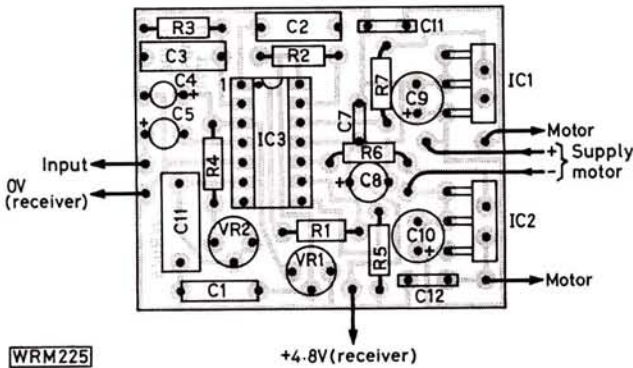 R3
C2
C11
C3
R2
IC1
C4
+
1
R7
C9
+
C5
+
IC3
C7
Motor
Input
R4
R6
+ Supply
- motor
0V
(receiver)
C8
+
C11
VR2
R1
IC2
VR1
R5
C10
+
C1
C12
Motor
WRM225
+4·8V(receiver)